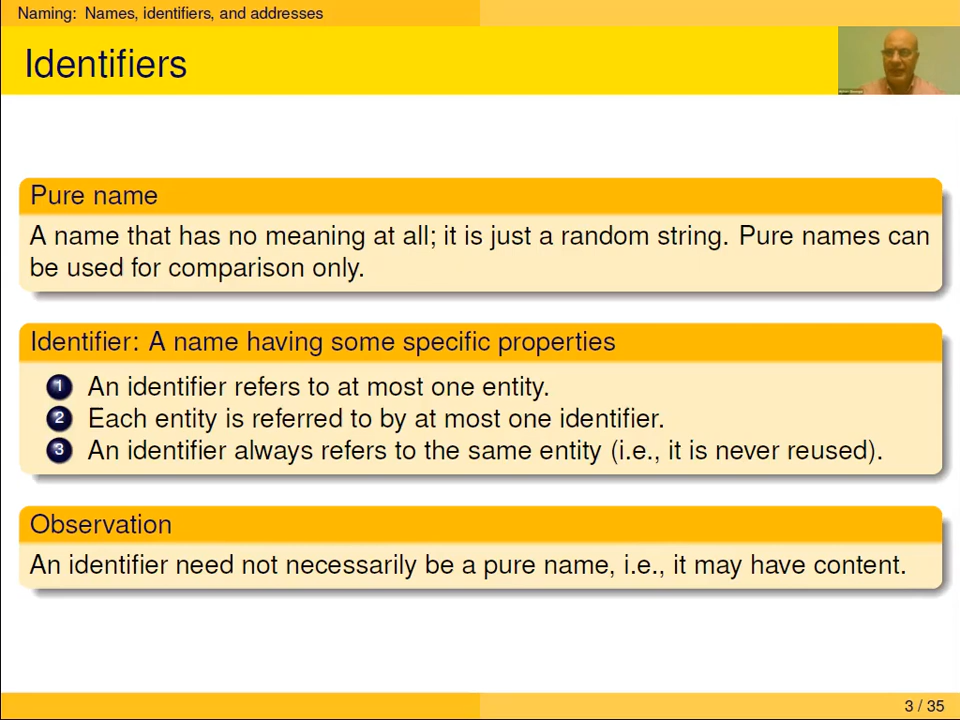 Naming: Names, identifiers, and addresses
Identifiers
Pure name
A name that has no meaning at all; it is just a random string. Pure names can
be used for comparison only.
Identifier: A name having some specific properties
1 An identifier refers to at most one entity.
2 Each entity is referred to by at most one identifier.
3 An identifier always refers to the same entity (i.e., it is never reused).
Observation
An identifier need not necessarily be a pure name, i.e., it may have content.
3 / 35